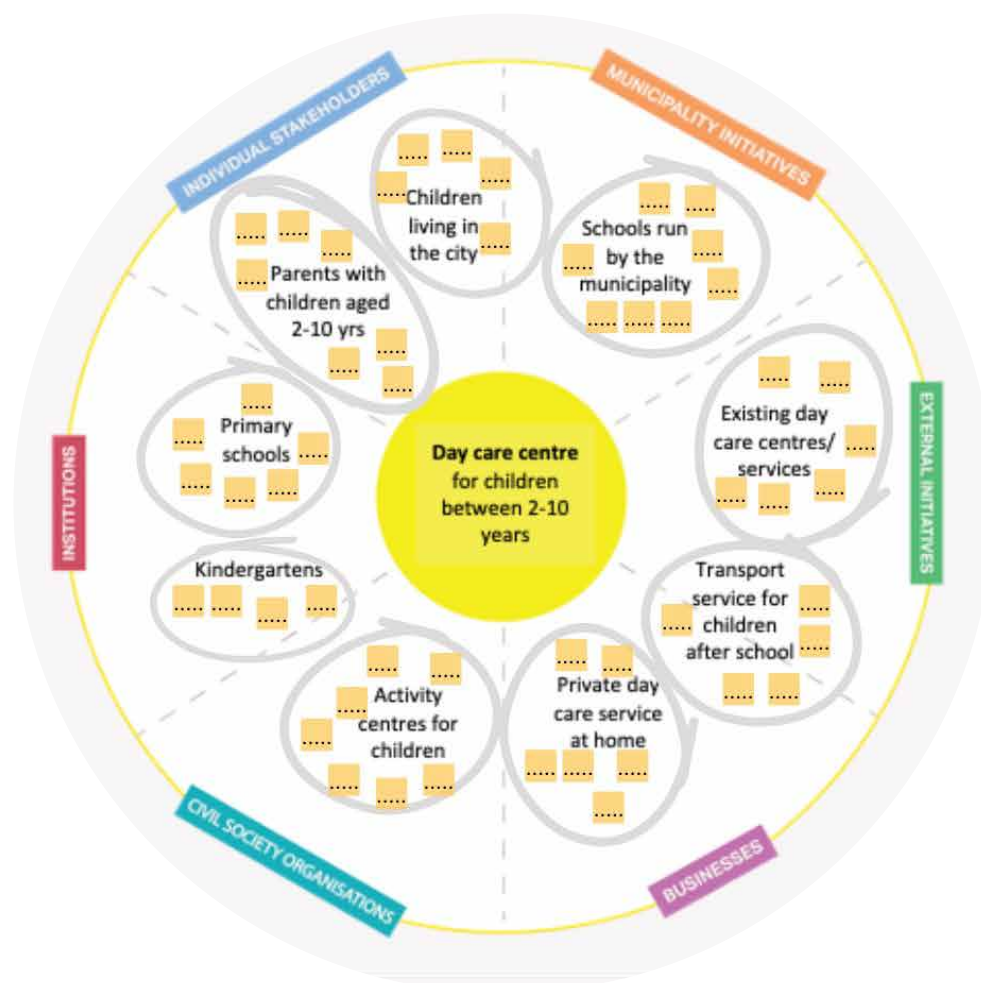 INDIVIDUAL STAKEHOLDERS
MUNICIPALITY INITIATIVES
EXTERNAL INITIATIVES
BUSINESSES
CIVIL SOCIETY ORGANISATIONS
INSTITUTIONS
Children
living in
the city
.....
.....
.....
.....
.....
Schools run
by the
municipality
.....
.....
.....
.....
.....
.....
.....
.....
Parents with
children aged
2-10 yrs
.....
.....
.....
.....
.....
.....
.....
Primary
schools
.....
.....
.....
.....
.....
.....
Day care centre
for children
between 2-10
years
Existing day
care centres/
services
.....
.....
.....
.....
.....
.....
Kindergartens
.....
.....
.....
.....
Transport
service for
children
after school
.....
.....
.....
.....
.....
Activity
centres for
children
.....
.....
.....
.....
.....
.....
.....
Private day
care service
at home
.....
.....
.....
.....
.....
.....